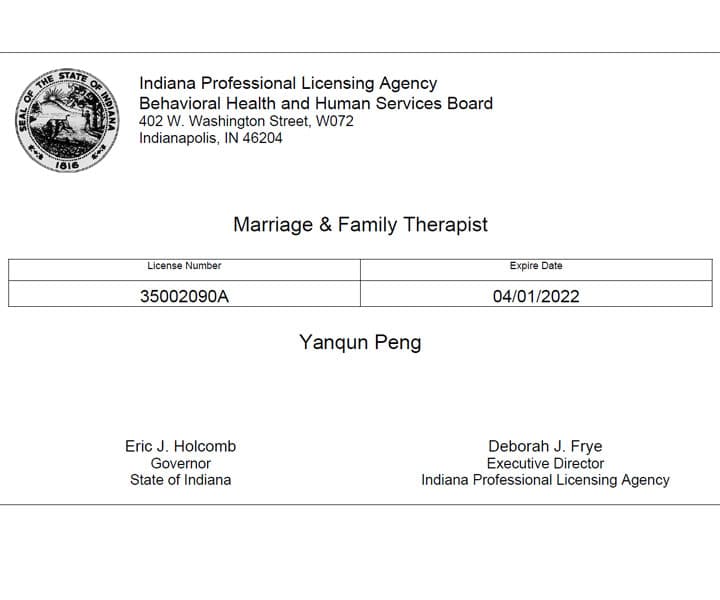 SEAL OF THE STATE OF INDIANA
1816
Indiana Professional Licensing Agency
Behavioral Health and Human Services Board
402 W. Washington Street, W072
Indianapolis, IN 46204
Marriage & Family Therapist
License Number
Expire Date
35002090A
04/01/2022
Yanqun Peng
Eric J. Holcomb
Governor
State of Indiana
Deborah J. Frye
Executive Director
Indiana Professional Licensing Agency